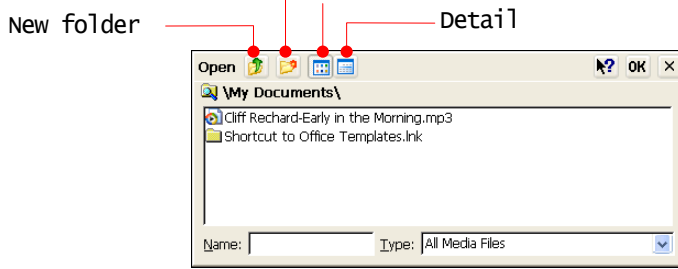 New folder
Detail
Open ? OK ×
\My Documents\
Cliff Rechard-Early in the Morning.mp3
Shortcut to Office Templates.lnk
Name: Type: All Media Files